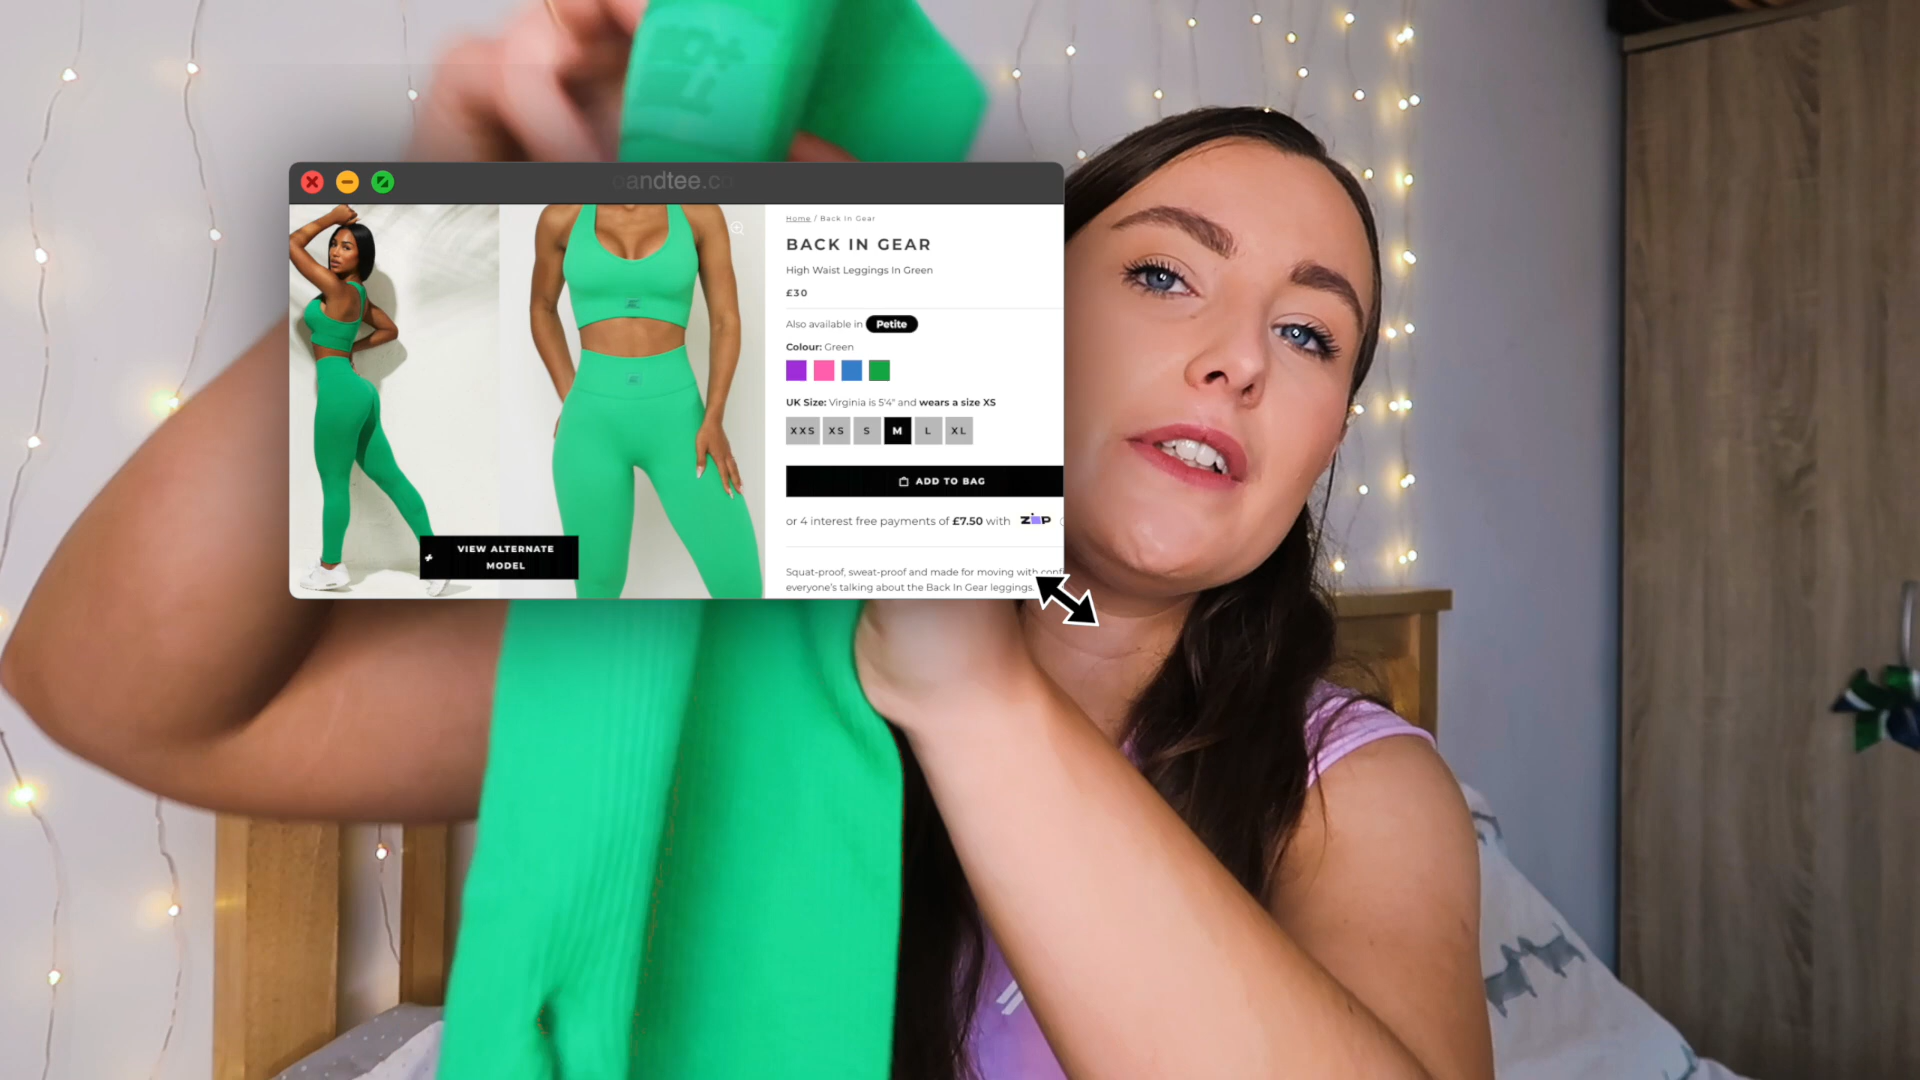 Home / Back In Gear
BACK IN GEAR
High Waist Leggings In Green
£30
Also available in Petite
Colour: Green
UK Size: Virginia is 5'4" and wears a size XS
XXS XS S M L XL
ADD TO BAG
or 4 interest free payments of £7.50 with ZIP
Squat-proof, sweat-proof and made for moving with
everyone's talking about the Back In Gear leggings.
VIEW ALTERNATE
MODEL